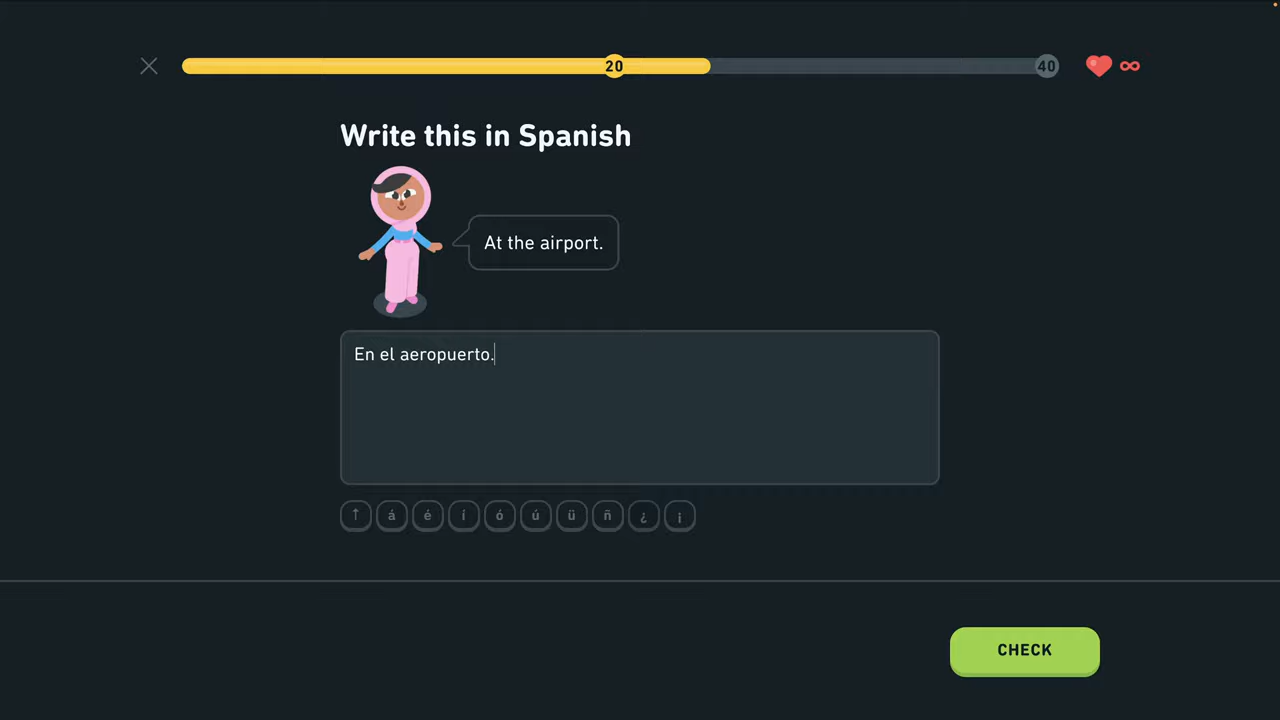 20
40
∞
Write this in Spanish
At the airport.
En el aeropuerto.
↑ á é í ó ú ü ñ ¿ ¡
CHECK